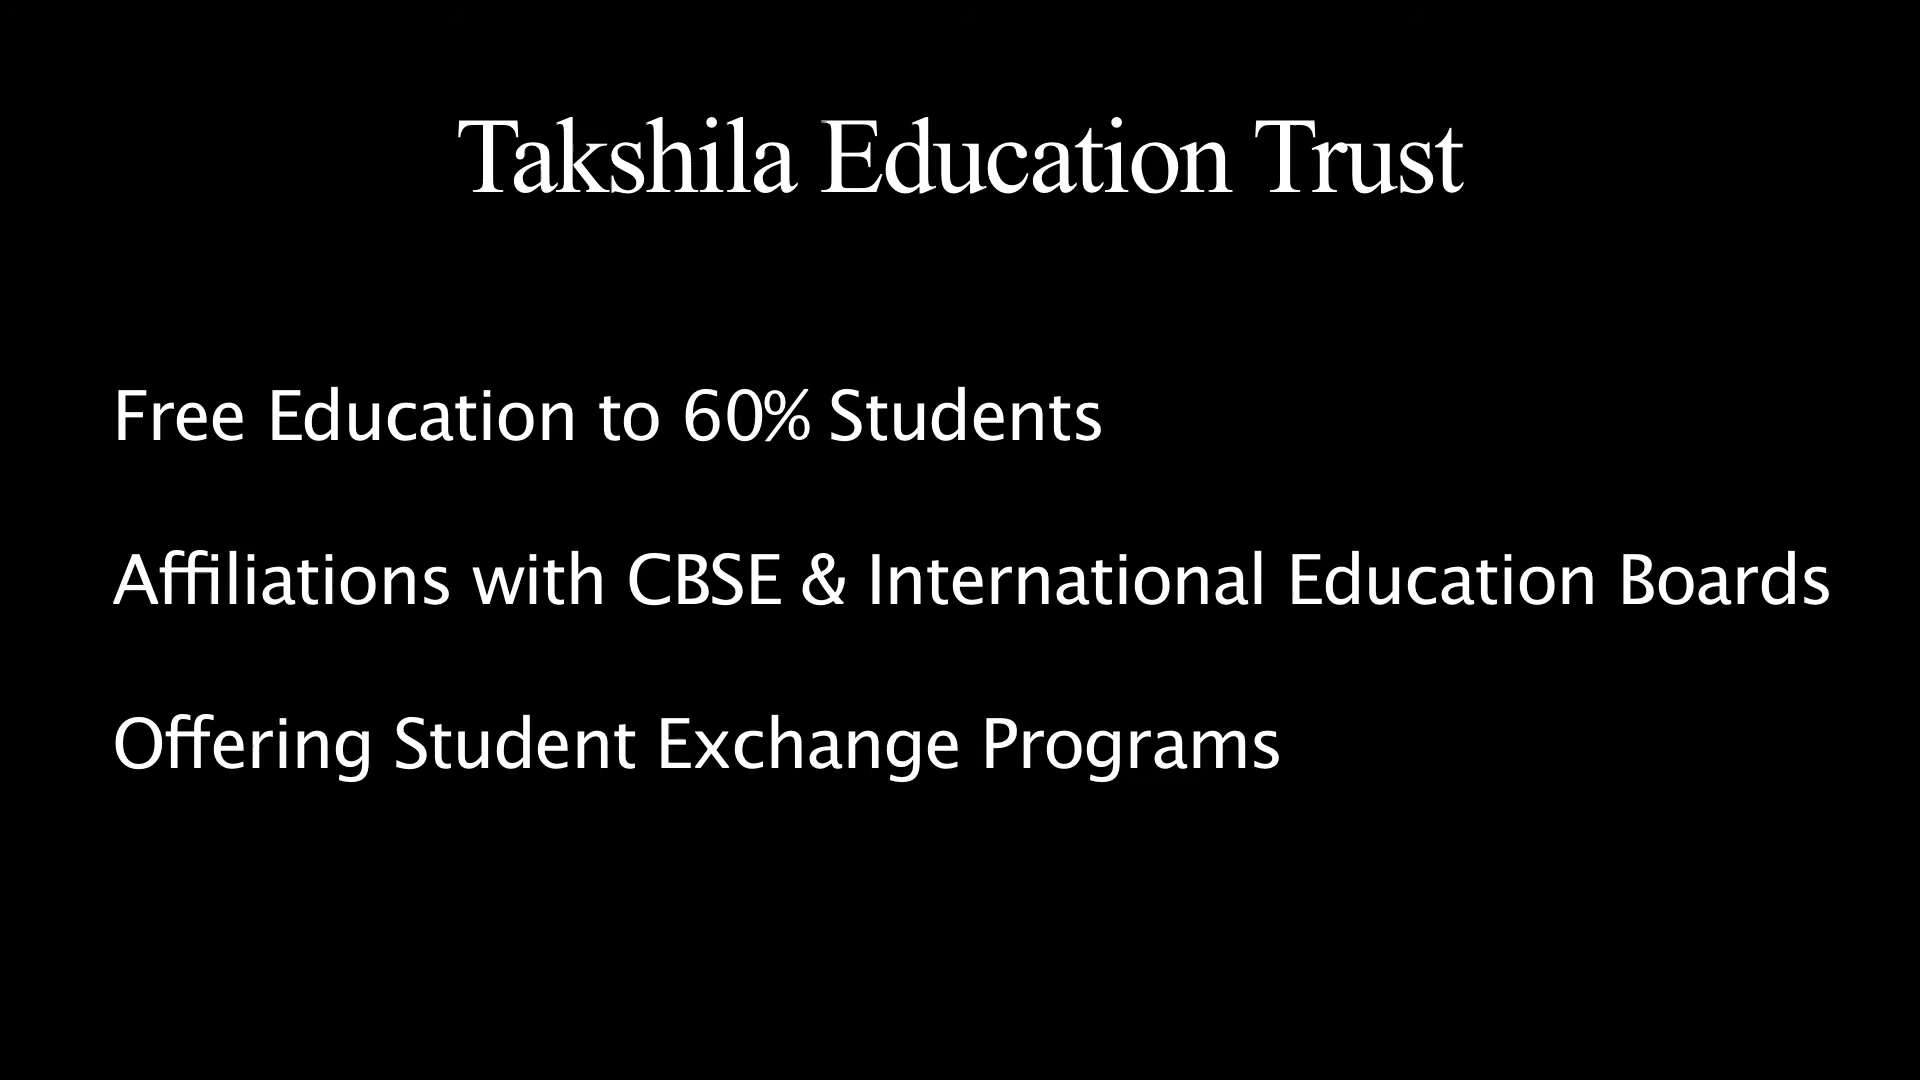 Takshila Education Trust
Free Education to 60% Students
Affiliations with CBSE & International Education Boards
Offering Student Exchange Programs